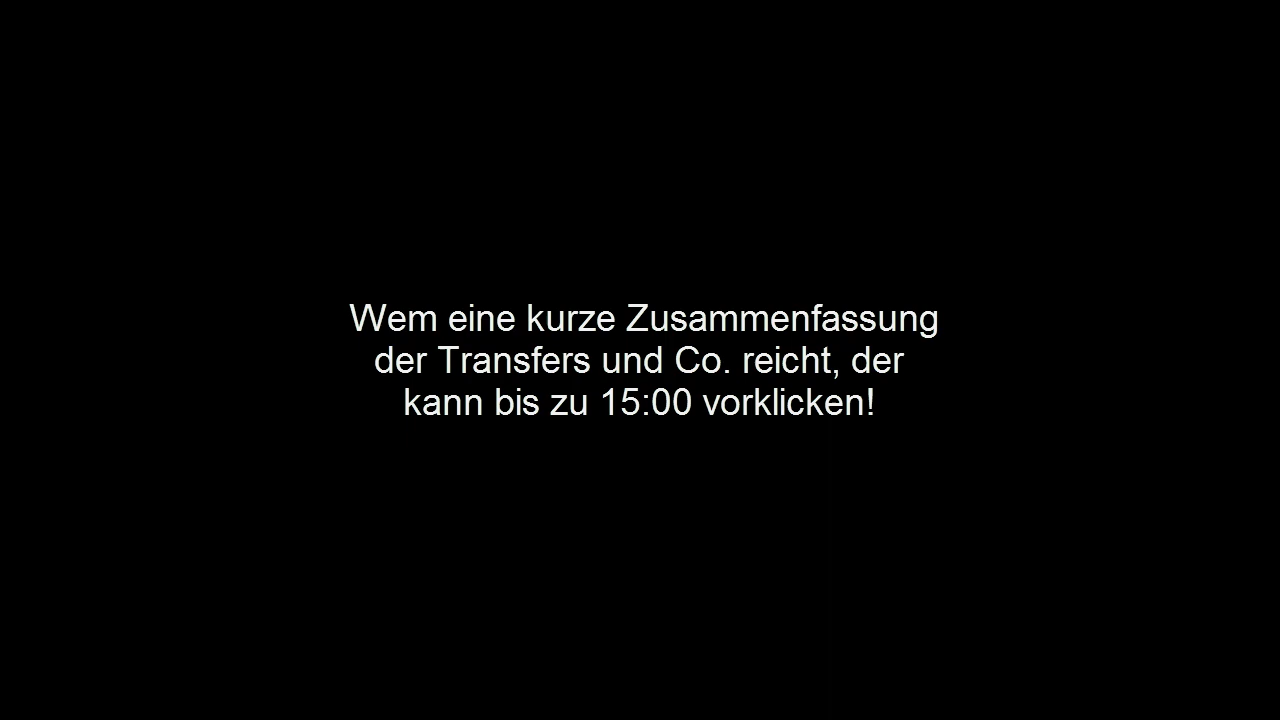 Wem eine kurze Zusammenfassung
der Transfers und Co. reicht, der
kann bis zu 15:00 vorklicken!